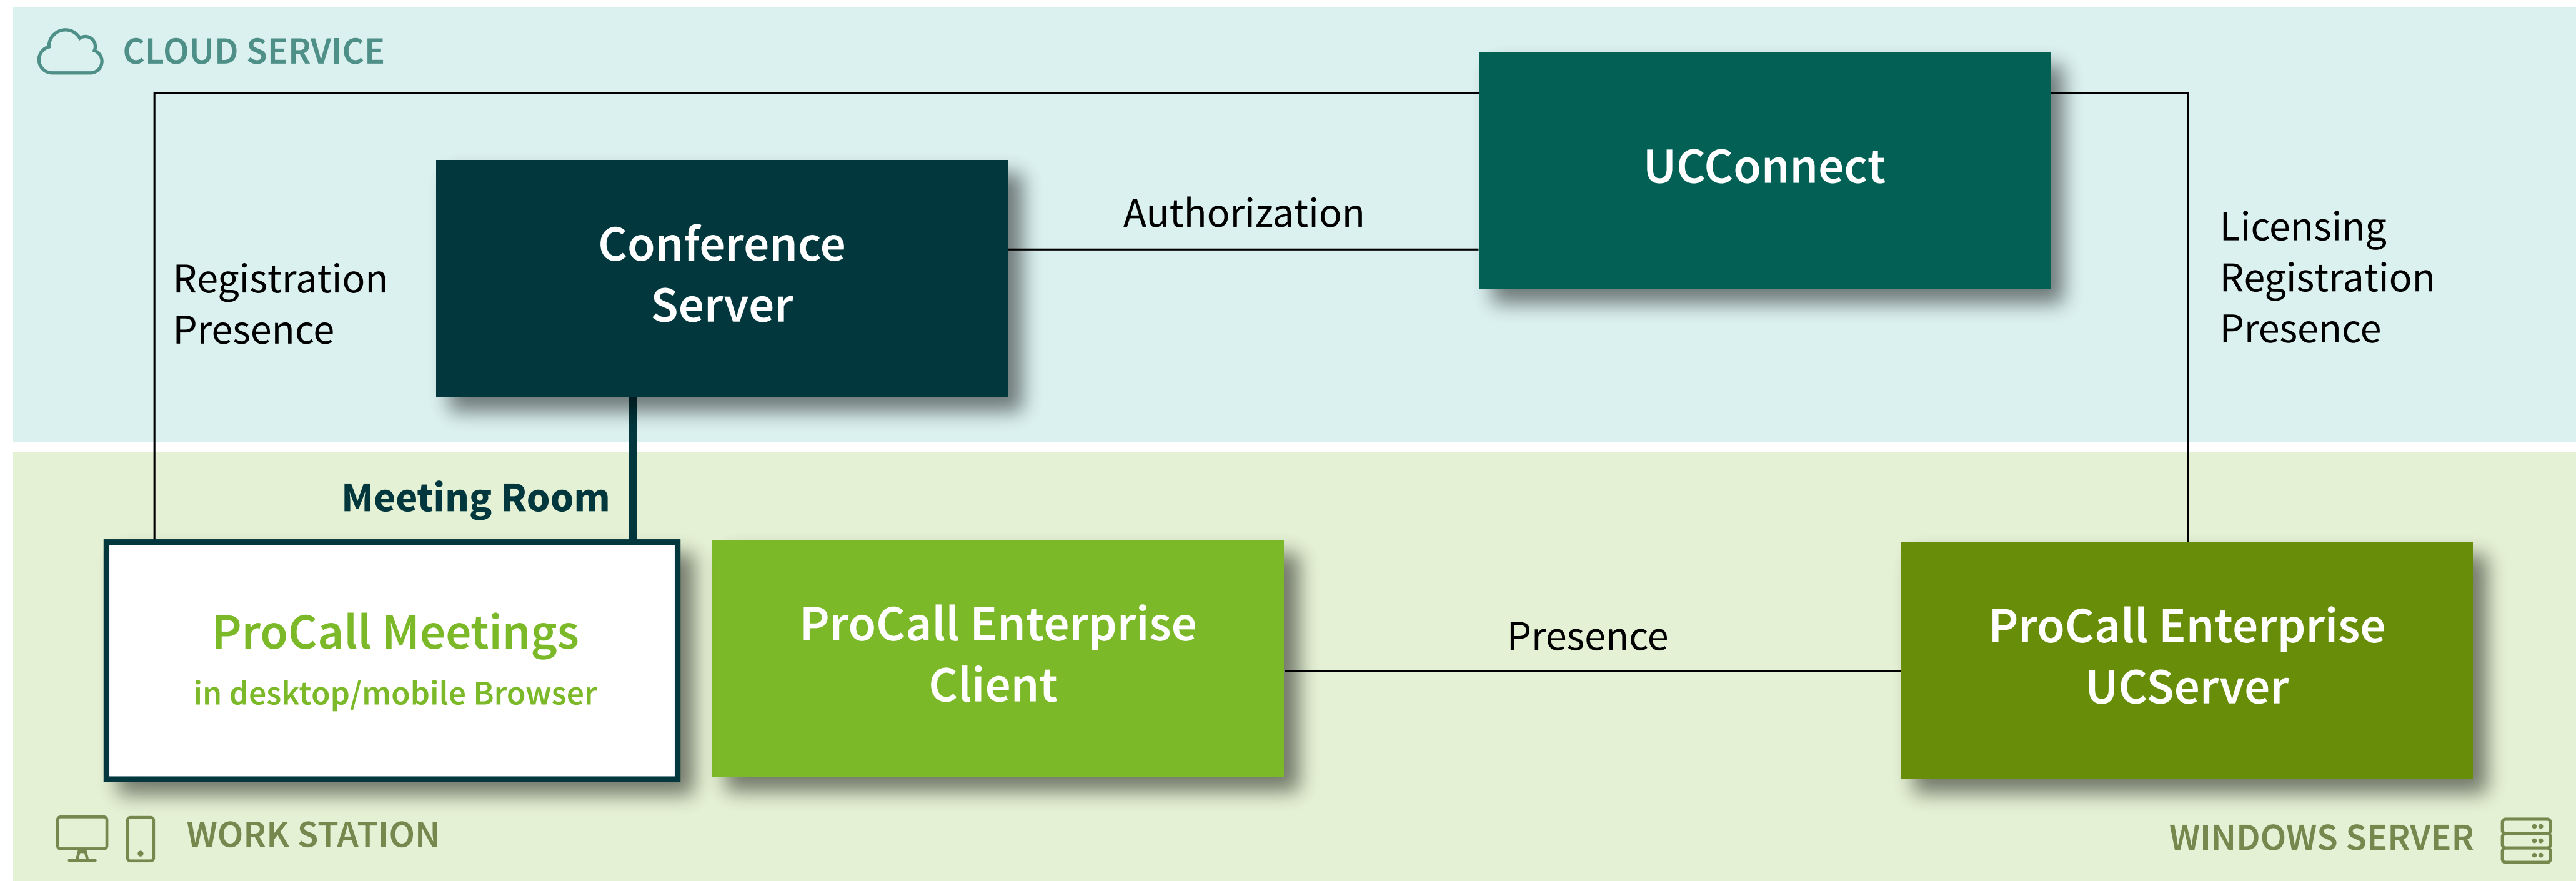 CLOUD SERVICE
UCConnect
Authorization
Conference
Server
Registration
Presence
Licensing
Registration
Presence
Meeting Room
ProCall Meetings
in desktop/mobile Browser
ProCall Enterprise
Client
Presence
ProCall Enterprise
UCServer
WORK STATION
WINDOWS SERVER